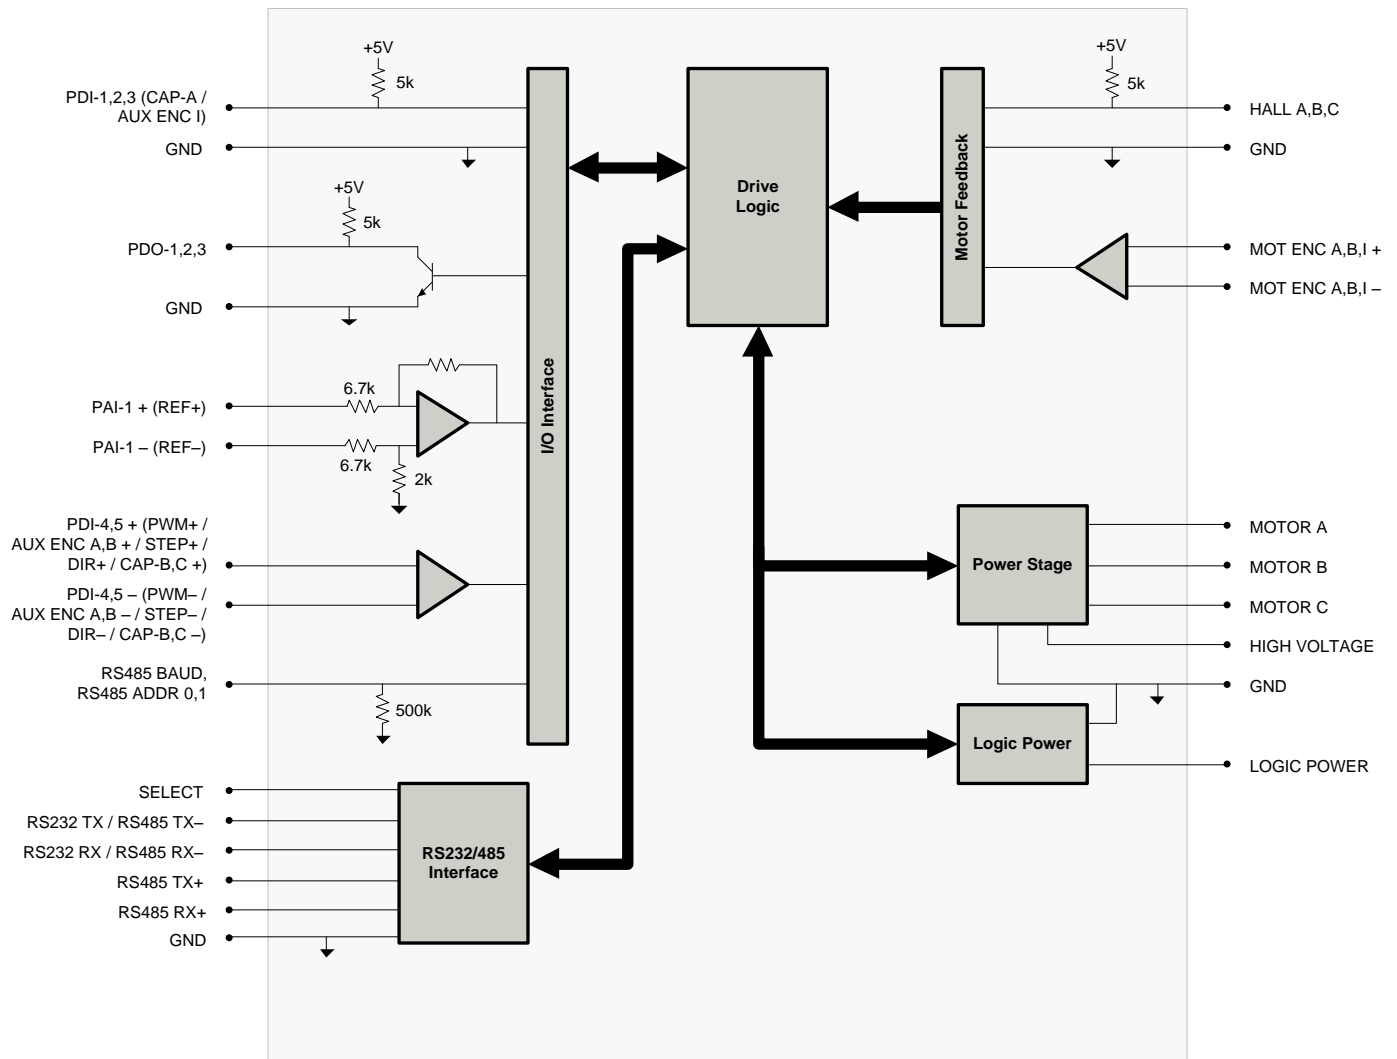 +5V
5k
PDI-1,2,3 (CAP-A /
AUX ENC I)
GND
+5V
5k
PDO-1,2,3
GND
6.7k
PAI-1 + (REF+)
PAI-1 – (REF–)
6.7k
2k
PDI-4,5 + (PWM+ /
AUX ENC A,B + / STEP+ /
DIR+ / CAP-B,C +)
PDI-4,5 – (PWM– /
AUX ENC A,B – / STEP– /
DIR– / CAP-B,C –)
RS485 BAUD,
RS485 ADDR 0,1
500k
I/O Interface
SELECT
RS232 TX / RS485 TX–
RS232 RX / RS485 RX–
RS485 TX+
RS485 RX+
GND
RS232/485
Interface
Drive
Logic
Motor Feedback
+5V
5k
HALL A,B,C
GND
MOT ENC A,B,I +
MOT ENC A,B,I –
Power Stage
MOTOR A
MOTOR B
MOTOR C
HIGH VOLTAGE
GND
Logic Power
LOGIC POWER